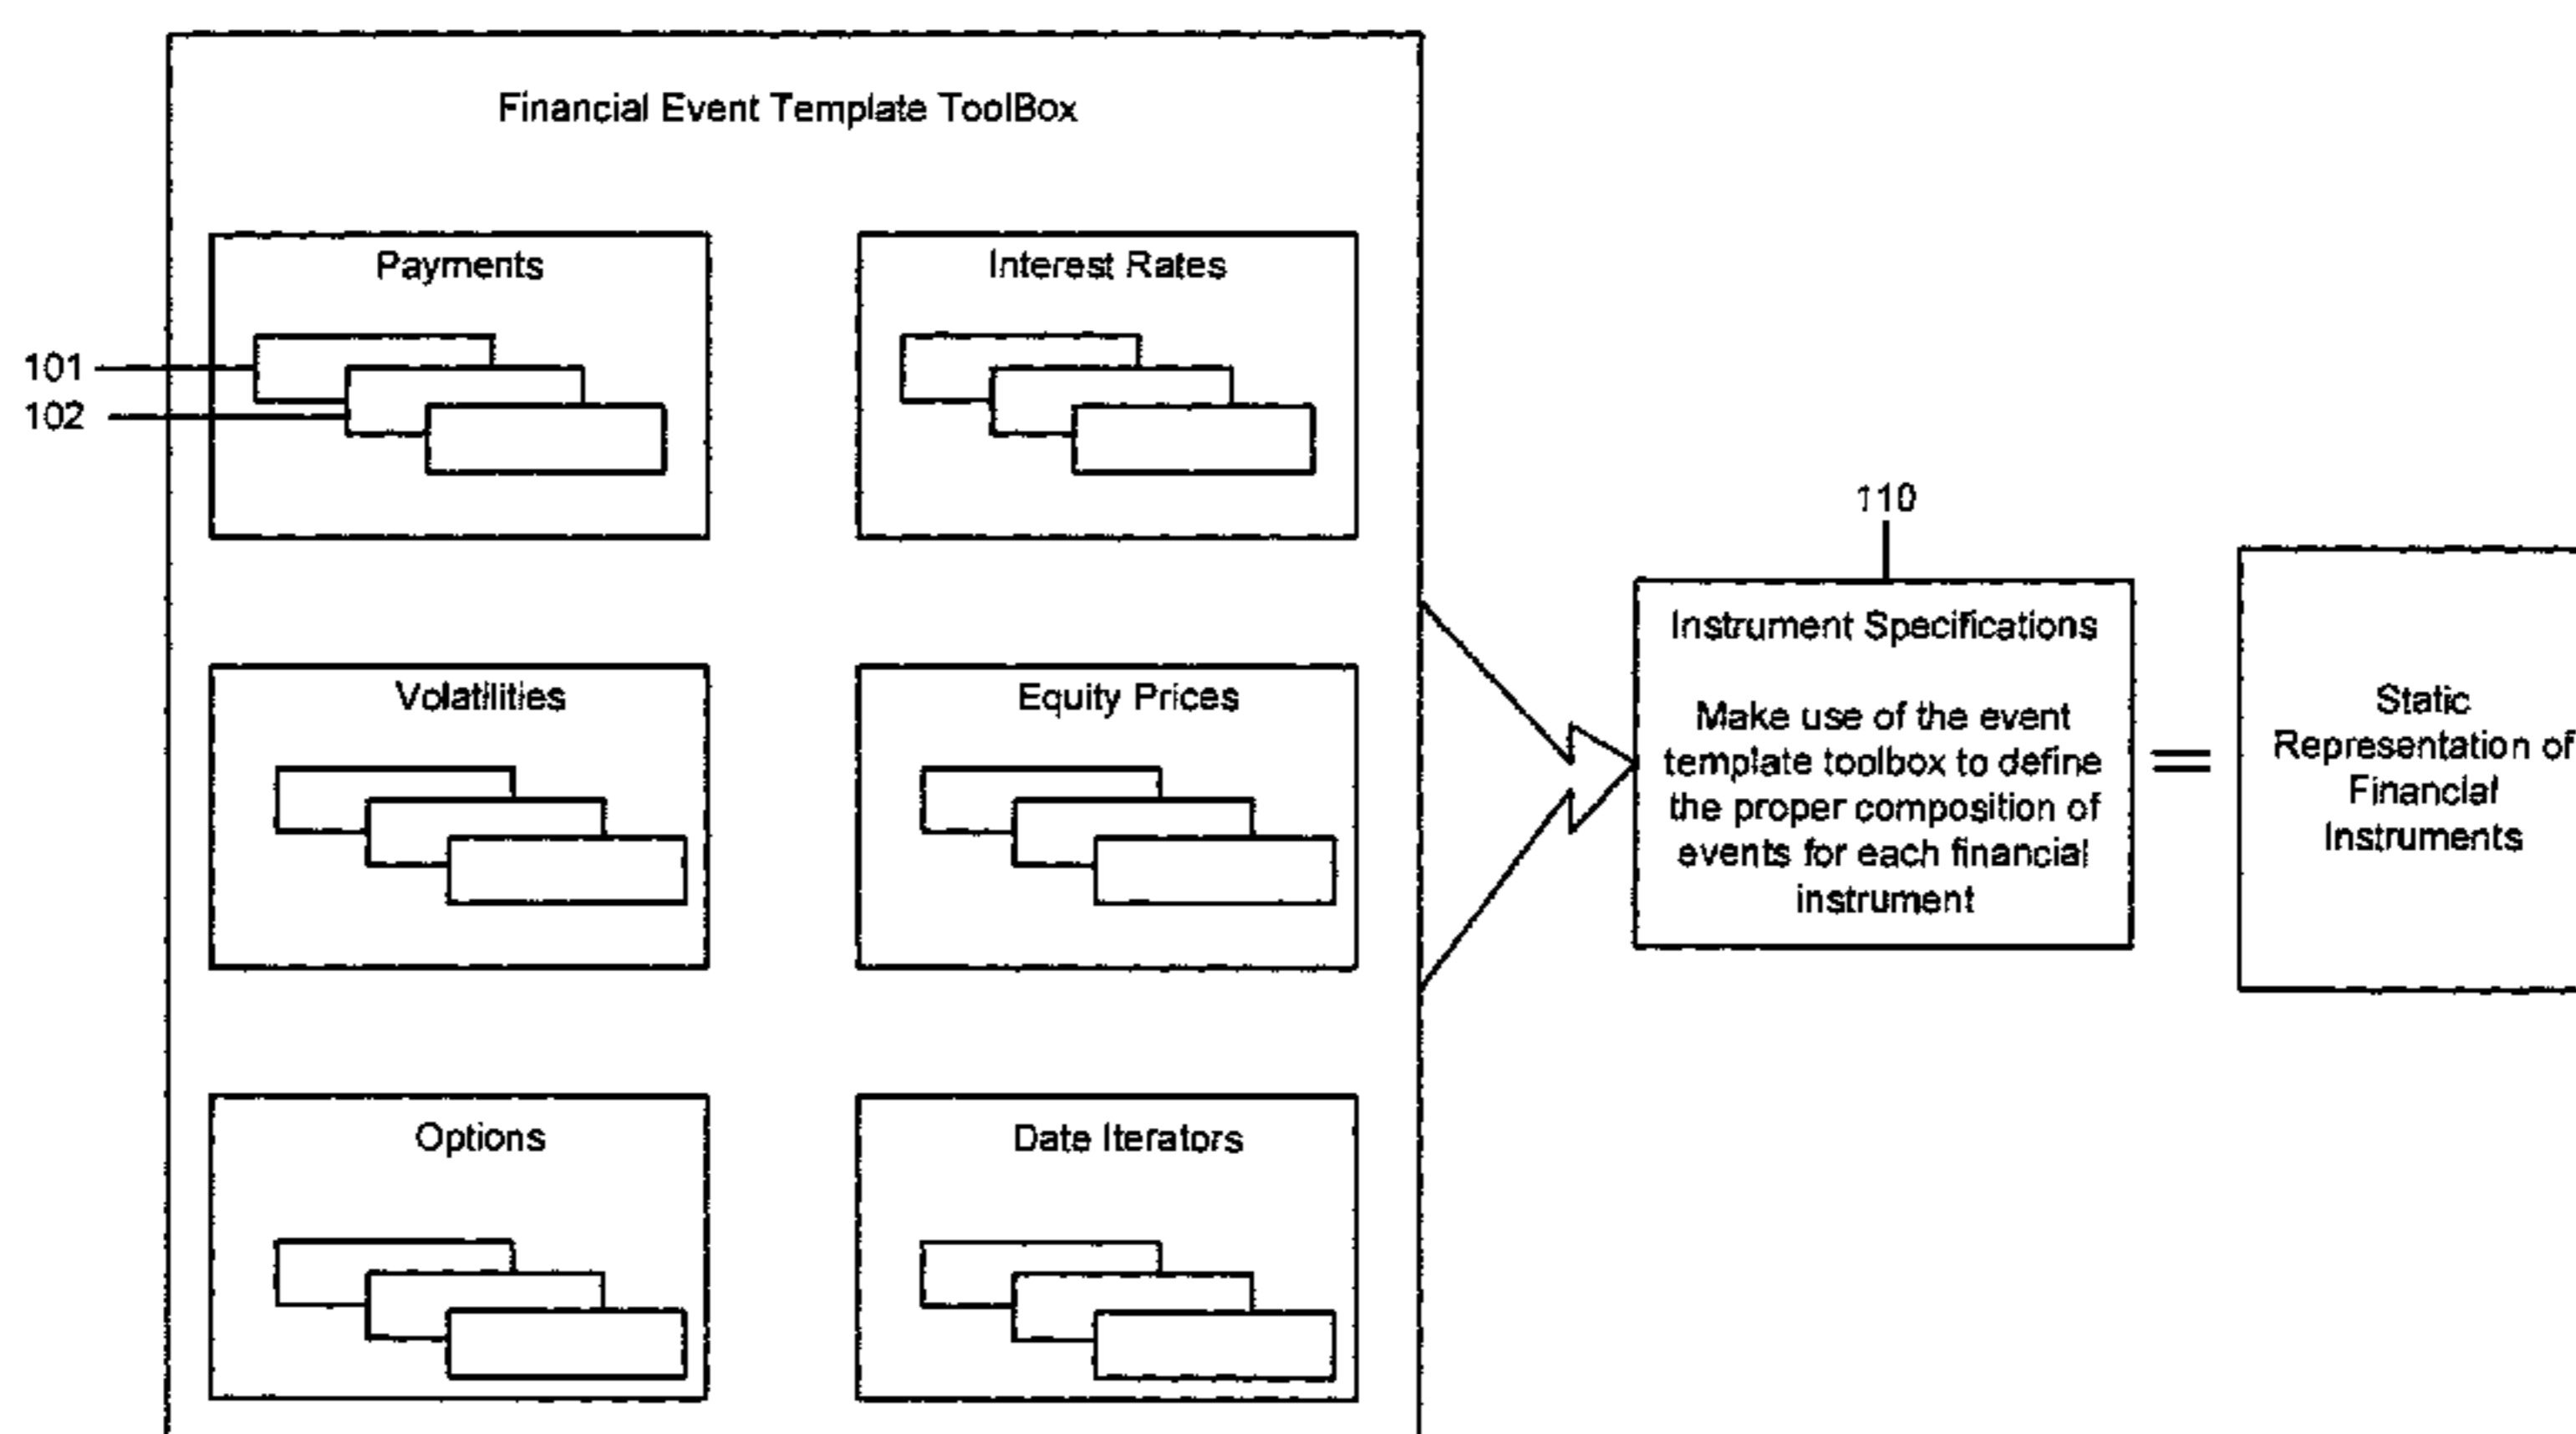 Financial Event Template ToolBox
Payments
Interest Rates
101
102
110
Instrument Specifications
Make use of the event
template toolbox to define
the proper composition of
events for each financial
instrument
=
Static
Representation of
Financial
Instruments
Volatilities
Equity Prices
Options
Date Iterators